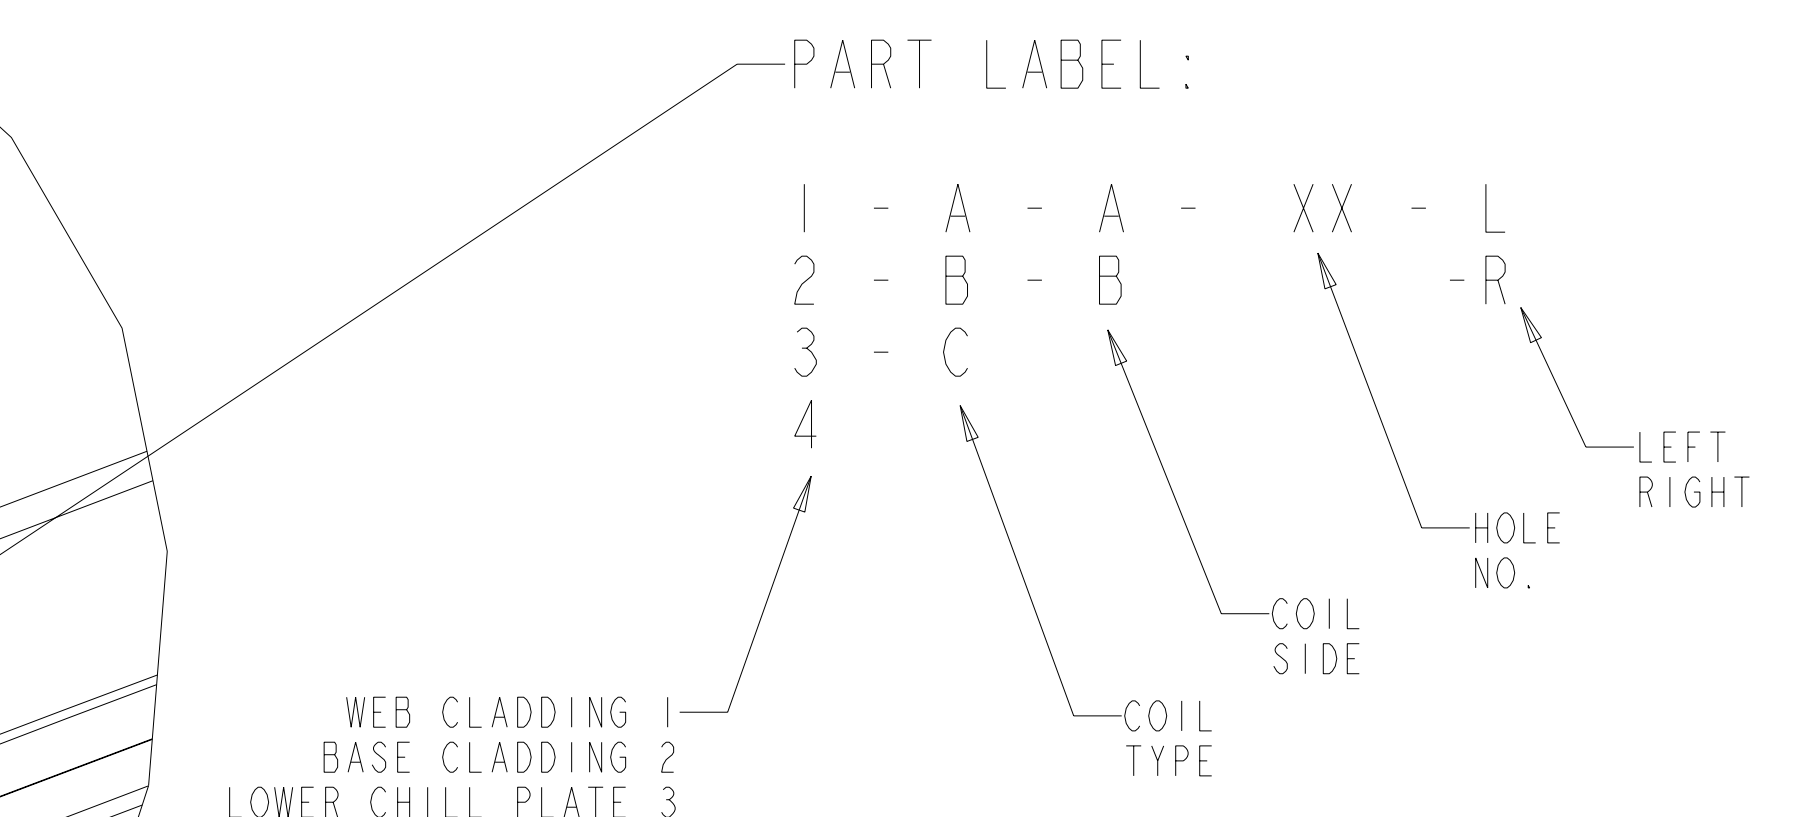 PART LABEL:
1 - A - A - XX - L
2 - B - B -R
3 - C
4
LEFT
RIGHT
HOLE
NO.
COIL
SIDE
COIL
TYPE
WEB CLADDING 1
BASE CLADDING 2
LOWER CHILL PLATE 3